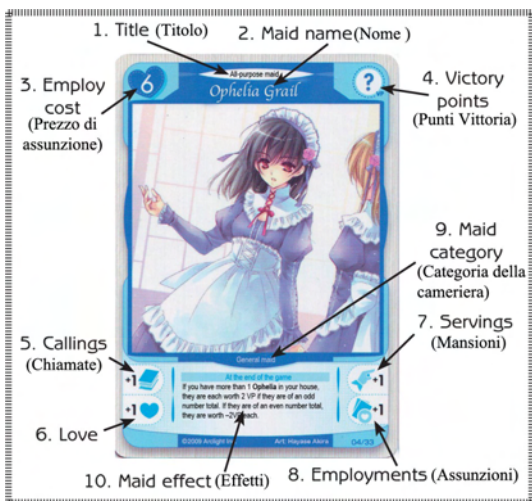 1. Title (Titolo)
2. Maid name(Nome )
3. Employ
cost
(Prezzo di
assunzione)
All-purpose maid
6
Ophelia Grail
?
4. Victory
points
(Punti Vittoria)
9. Maid
category
(Categoria della
cameriera)
5. Callings
(Chiamate)
7. Servings
(Mansioni)
General maid
+1
+1
At the end of the game
If you have more than 1 Ophelia in your house,
they are each worth 2 VP if they are of an odd
number total. If they are of an even number total,
they are worth -2VP each.
+1
+1
6. Love
©2009 Arclight Inc.
Art: Hayase Akira
04/33
8. Employments (Assunzioni)
10. Maid effect (Effetti)